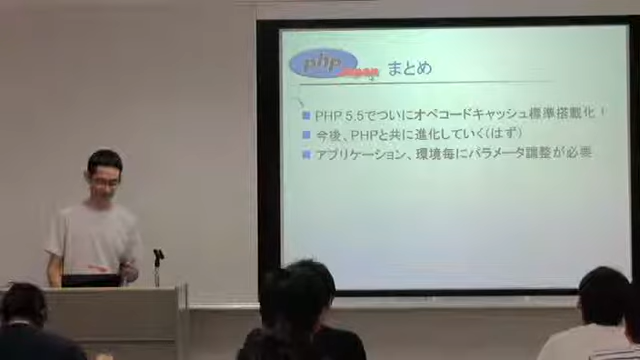 php
まとめ
PHP 5.5でついにオペコードキャッシュ標準搭載化！
今後、PHPと共に進化していく(はず)
アプリケーション、環境毎にパラメータ調整が必要